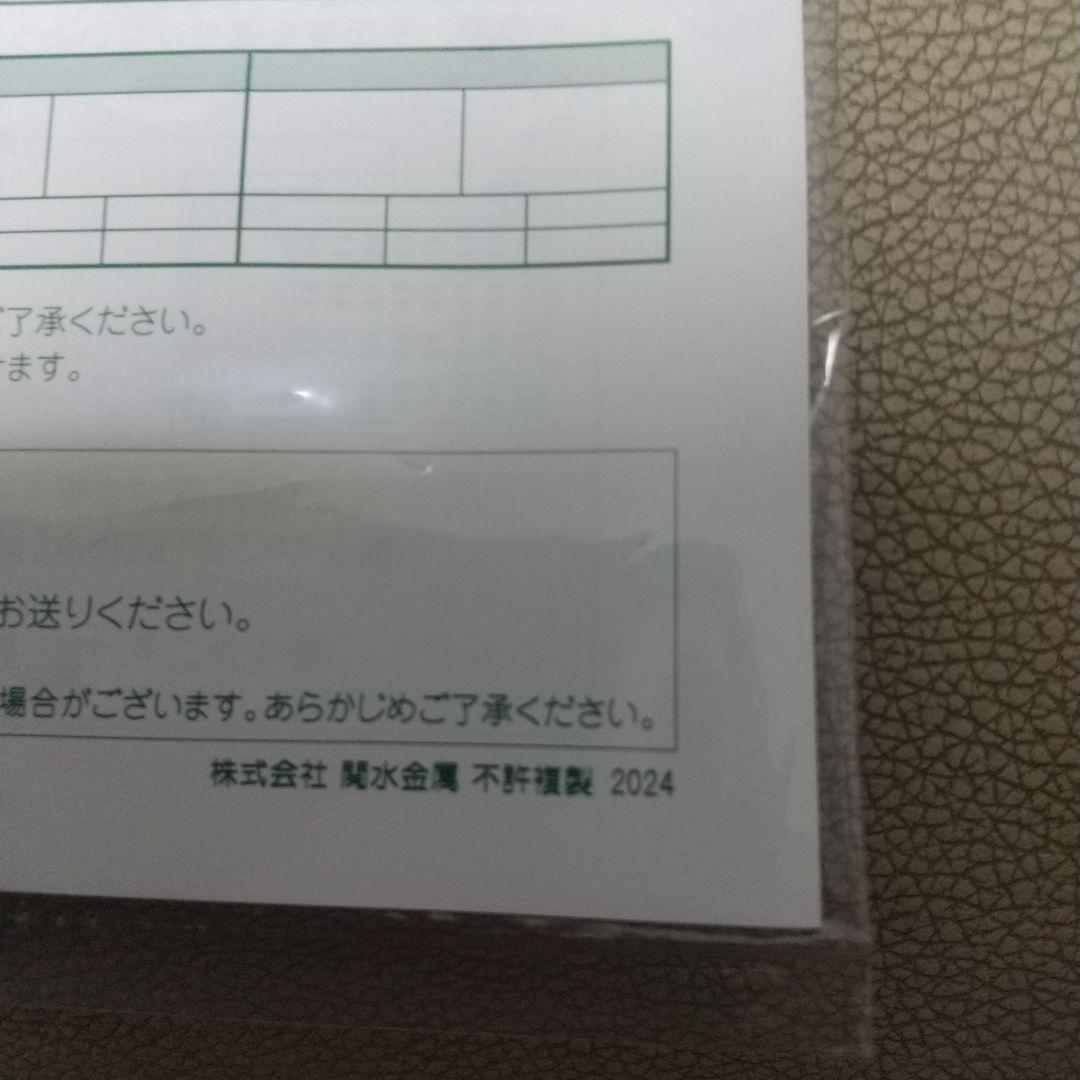 ご了承ください。
けます。
お送りください。
場合がございます。あらかじめご了承ください。
株式会社 関水金属 不許複製 2024